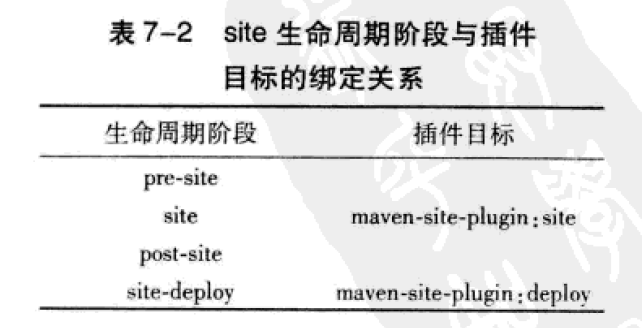 表7-2 site 生命周期阶段与插件
目标的绑定关系
生命周期阶段 插件目标
pre-site
site maven-site-plugin:site
post-site
site-deploy maven-site-plugin:deploy